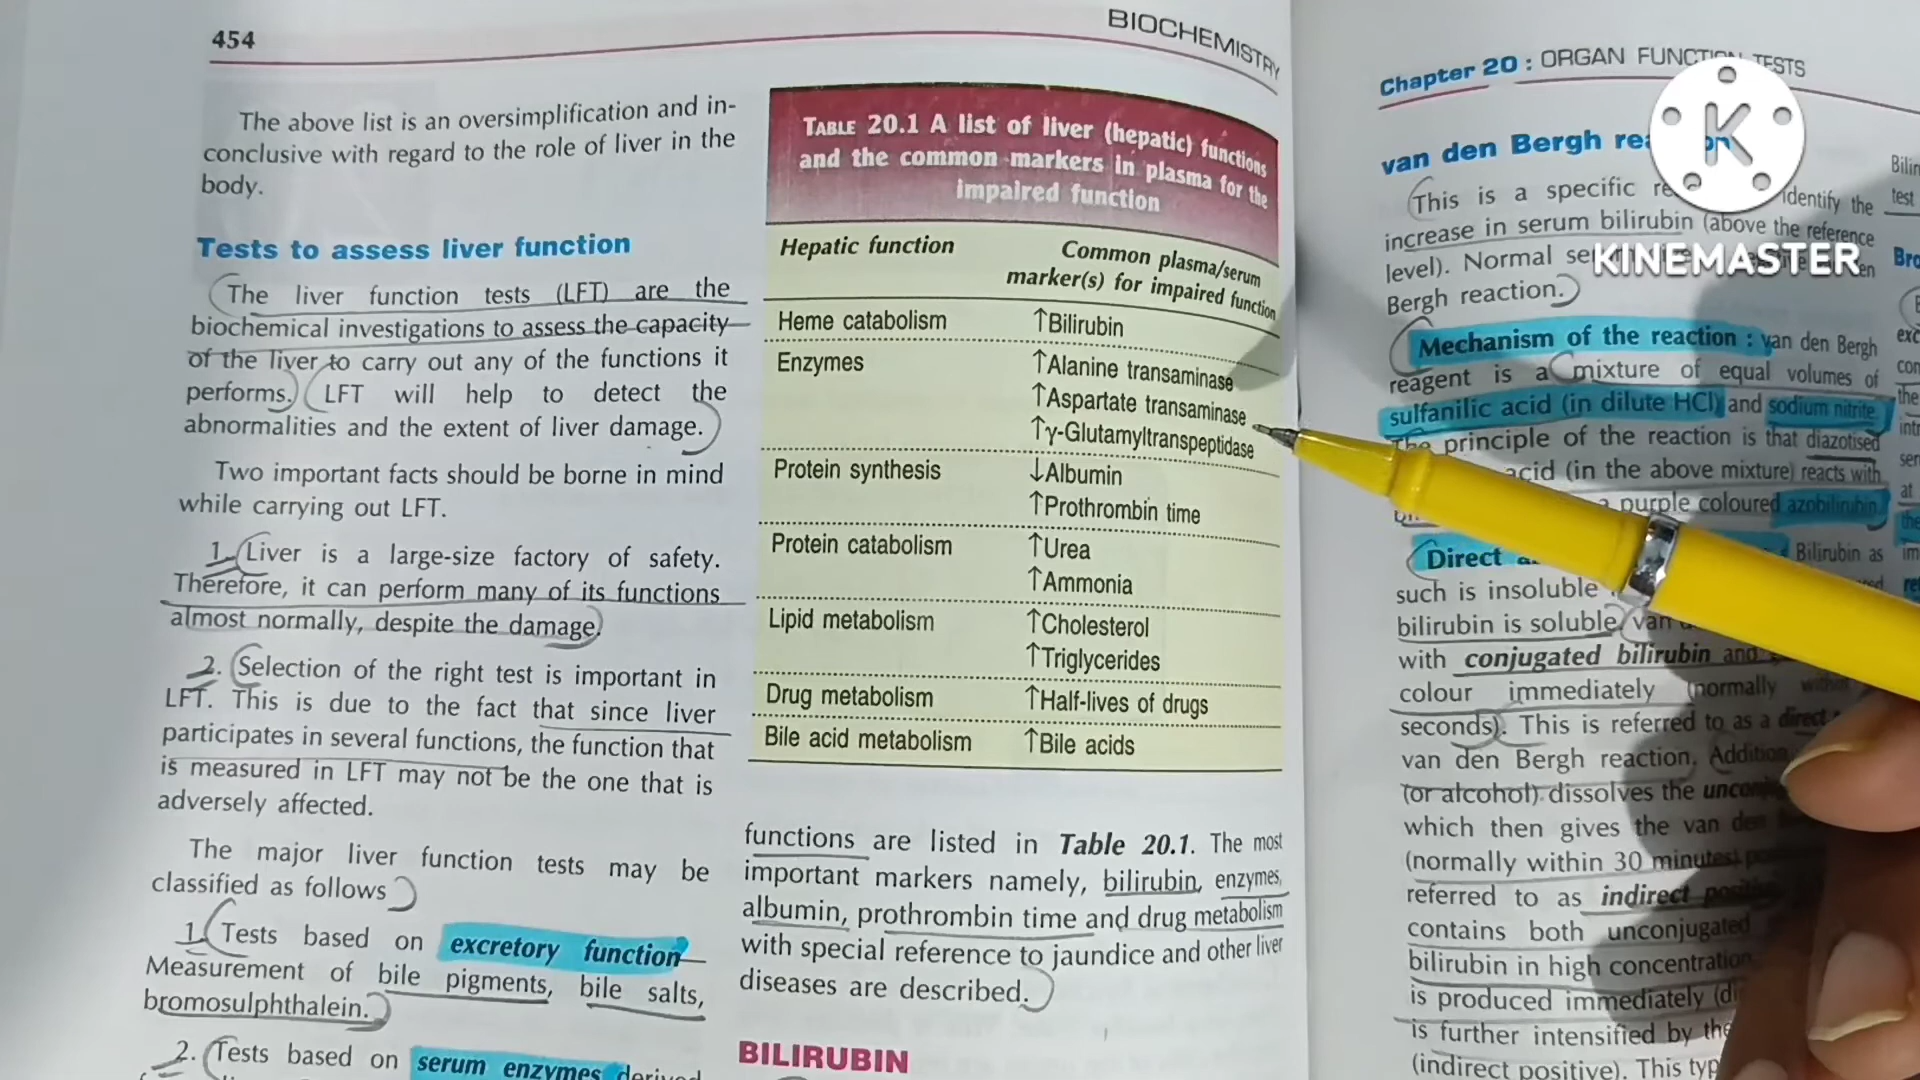 454
BIOCHEMISTRY
The above list is an oversimplification and in-
conclusive with regard to the role of liver in the
body.
Tests to assess liver function
The liver function tests (LFT) are the
biochemical investigations to assess the capacity
of the liver to carry out any of the functions it
performs. LFT will help to detect the
abnormalities and the extent of liver damage.
Two important facts should be borne in mind
while carrying out LFT.
1. Liver is a large-size factory of safety.
Therefore, it can perform many of its functions
almost normally, despite the damage.
2. Selection of the right test is important in
LFT. This is due to the fact that since liver
participates in several functions, the function that
is measured in LFT may not be the one that is
adversely affected.
The major liver function tests may be
classified as follows
1. Tests based on excretory function
Measurement of bile pigments, bile salts,
bromosulphthalein.
2. Tests based on serum enzymes derived
TABLE 20.1 A list of liver (hepatic) functions
and the common markers in plasma for the
impaired function
Hepatic function Common plasma/serum
marker(s) for impaired function
Heme catabolism ↑Bilirubin
Enzymes ↑Alanine transaminase
↑Aspartate transaminase
↑γ-Glutamyltranspeptidase
Protein synthesis ↓Albumin
↑Prothrombin time
Protein catabolism ↑Urea
↑Ammonia
Lipid metabolism ↑Cholesterol
↑Triglycerides
Drug metabolism ↑Half-lives of drugs
Bile acid metabolism ↑Bile acids
functions are listed in Table 20.1. The most
important markers namely, bilirubin, enzymes,
albumin, prothrombin time and drug metabolism
with special reference to jaundice and other liver
diseases are described.
BILIRUBIN
Chapter 20 : ORGAN FUNCTION TESTS
van den Bergh
This is a specific identify the
increase in serum bilirubin (above the reference
level). Normal
Bergh reaction.
Mechanism of the reaction : van den Bergh
reagent is a mixture of equal volumes of
sulfanilic acid (in dilute HCl) and sodium nitrite.
The principle of the reaction is that diazotised
acid (in the above mixture) reacts with
a purple coloured azobilirubin.
Direct Bilirubin as
such is insoluble
bilirubin is soluble.
with conjugated bilirubin and
colour immediately (normally
seconds). This is referred to as a direct
van den Bergh reaction. Addition
(or alcohol) dissolves the
which then gives the van den
(normally within 30 minutes)
referred to as indirect
contains both unconjugated
bilirubin in high concentration
is produced immediately
is further intensified by the
(indirect positive). This
K
KINEMASTER
test